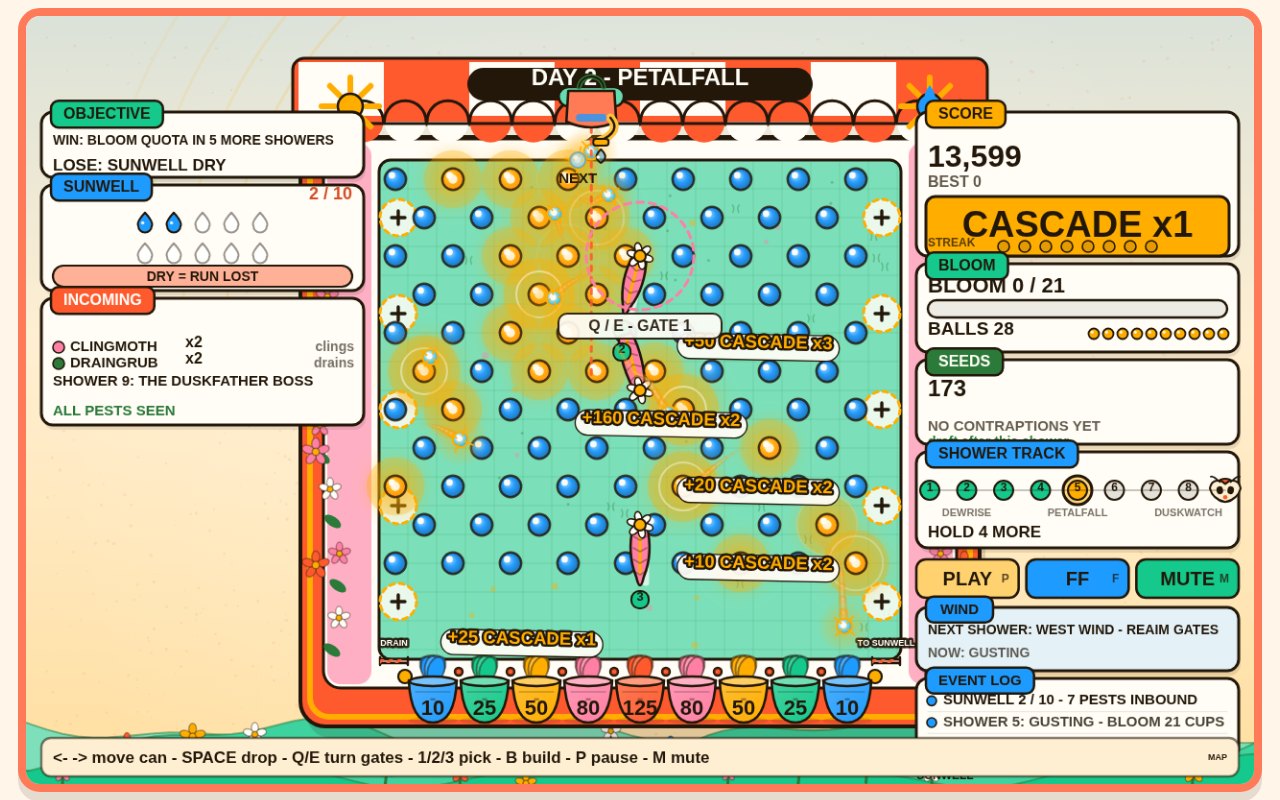 DAY 2 - PETALFALL
OBJECTIVE
WIN: BLOOM QUOTA IN 5 MORE SHOWERS
LOSE: SUNWELL DRY
SUNWELL
2 / 10
DRY = RUN LOST
INCOMING
CLINGMOTH x2 clings
DRAINGRUB x2 drains
SHOWER 9: THE DUSKFATHER BOSS
ALL PESTS SEEN
NEXT
Q / E - GATE 1
2
+50 CASCADE x3
+160 CASCADE x2
+20 CASCADE x2
+10 CASCADE x2
3
+25 CASCADE x1
DRAIN
TO SUNWELL
10 25 50 80 125 80 50 25 10
SCORE
13,599
BEST 0
CASCADE x1
STREAK
BLOOM
BLOOM 0 / 21
BALLS 28
SEEDS
173
NO CONTRAPTIONS YET
draft after this shower
SHOWER TRACK
1 2 3 4 5 6 7 8
DEWRISE PETALFALL DUSKWATCH
HOLD 4 MORE
PLAY P
FF F
MUTE M
WIND
NEXT SHOWER: WEST WIND - REAIM GATES
NOW: GUSTING
EVENT LOG
SUNWELL 2 / 10 - 7 PESTS INBOUND
SHOWER 5: GUSTING - BLOOM 21 CUPS
SUNWELL
<- -> move can - SPACE drop - Q/E turn gates - 1/2/3 pick - B build - P pause - M mute
MAP